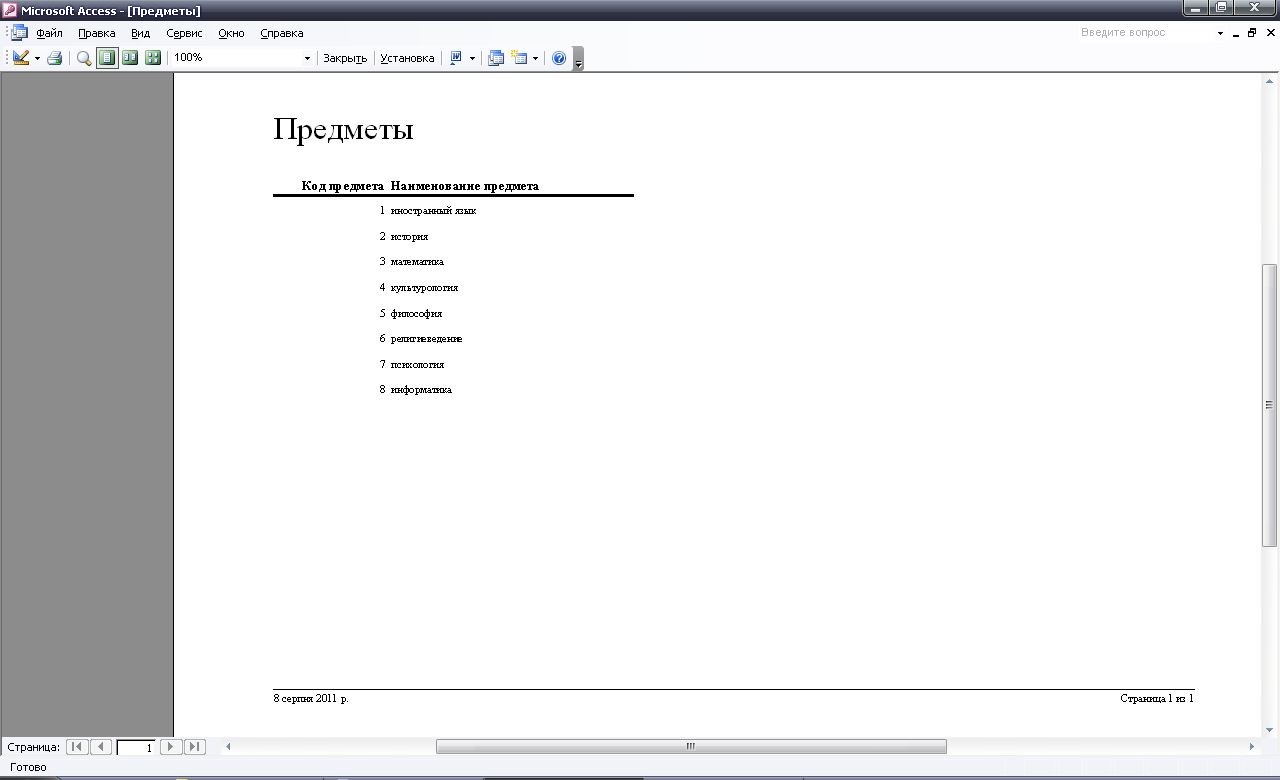 Microsoft Access - [Предметы]
Файл Правка Вид Сервис Окно Справка Введите вопрос
100% Закрыть Установка
Предметы
Код предмета Наименование предмета
1 иностранный язык
2 история
3 математика
4 культурология
5 философия
6 религиеведение
7 психология
8 информатика
8 серпня 2011 р. Страница 1 из 1
Страница: 1
Готово